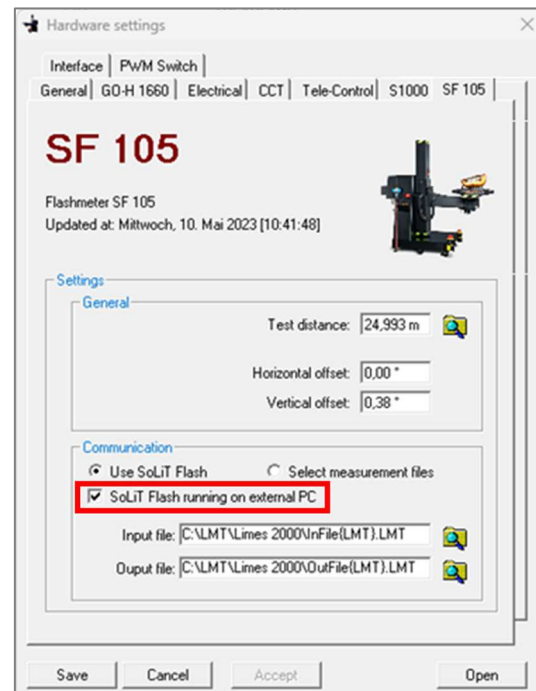 Hardware settings
Interface PWM Switch
General GO-H 1660 Electrical CCT Tele-Control S1000 SF 105
SF 105
Flashmeter SF 105
Updated at: Mittwoch, 10. Mai 2023 [10:41:48]
Settings
General
Test distance: 24,993 m
Horizontal offset: 0,00 °
Vertical offset: 0,38 °
Communication
Use SoLiT Flash Select measurement files
SoLiT Flash running on external PC
Input file: C:\LMT\Limes 2000\InFile{LMT}.LMT
Ouput file: C:\LMT\Limes 2000\OutFile{LMT}.LMT
Save Cancel Accept Open